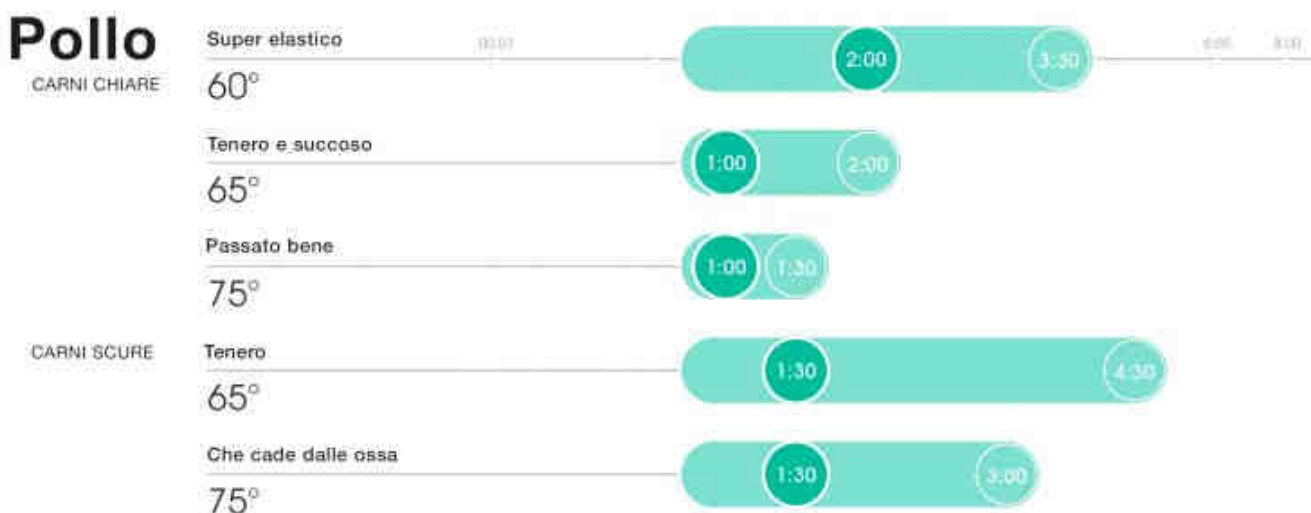 Pollo
CARNI CHIARE
Super elastico
60°
2:00
3:30
Tenero e succoso
65°
1:00
2:00
Passato bene
75°
1:00
1:30
CARNI SCURE
Tenero
65°
1:30
4:30
Che cade dalle ossa
75°
1:30
3:00